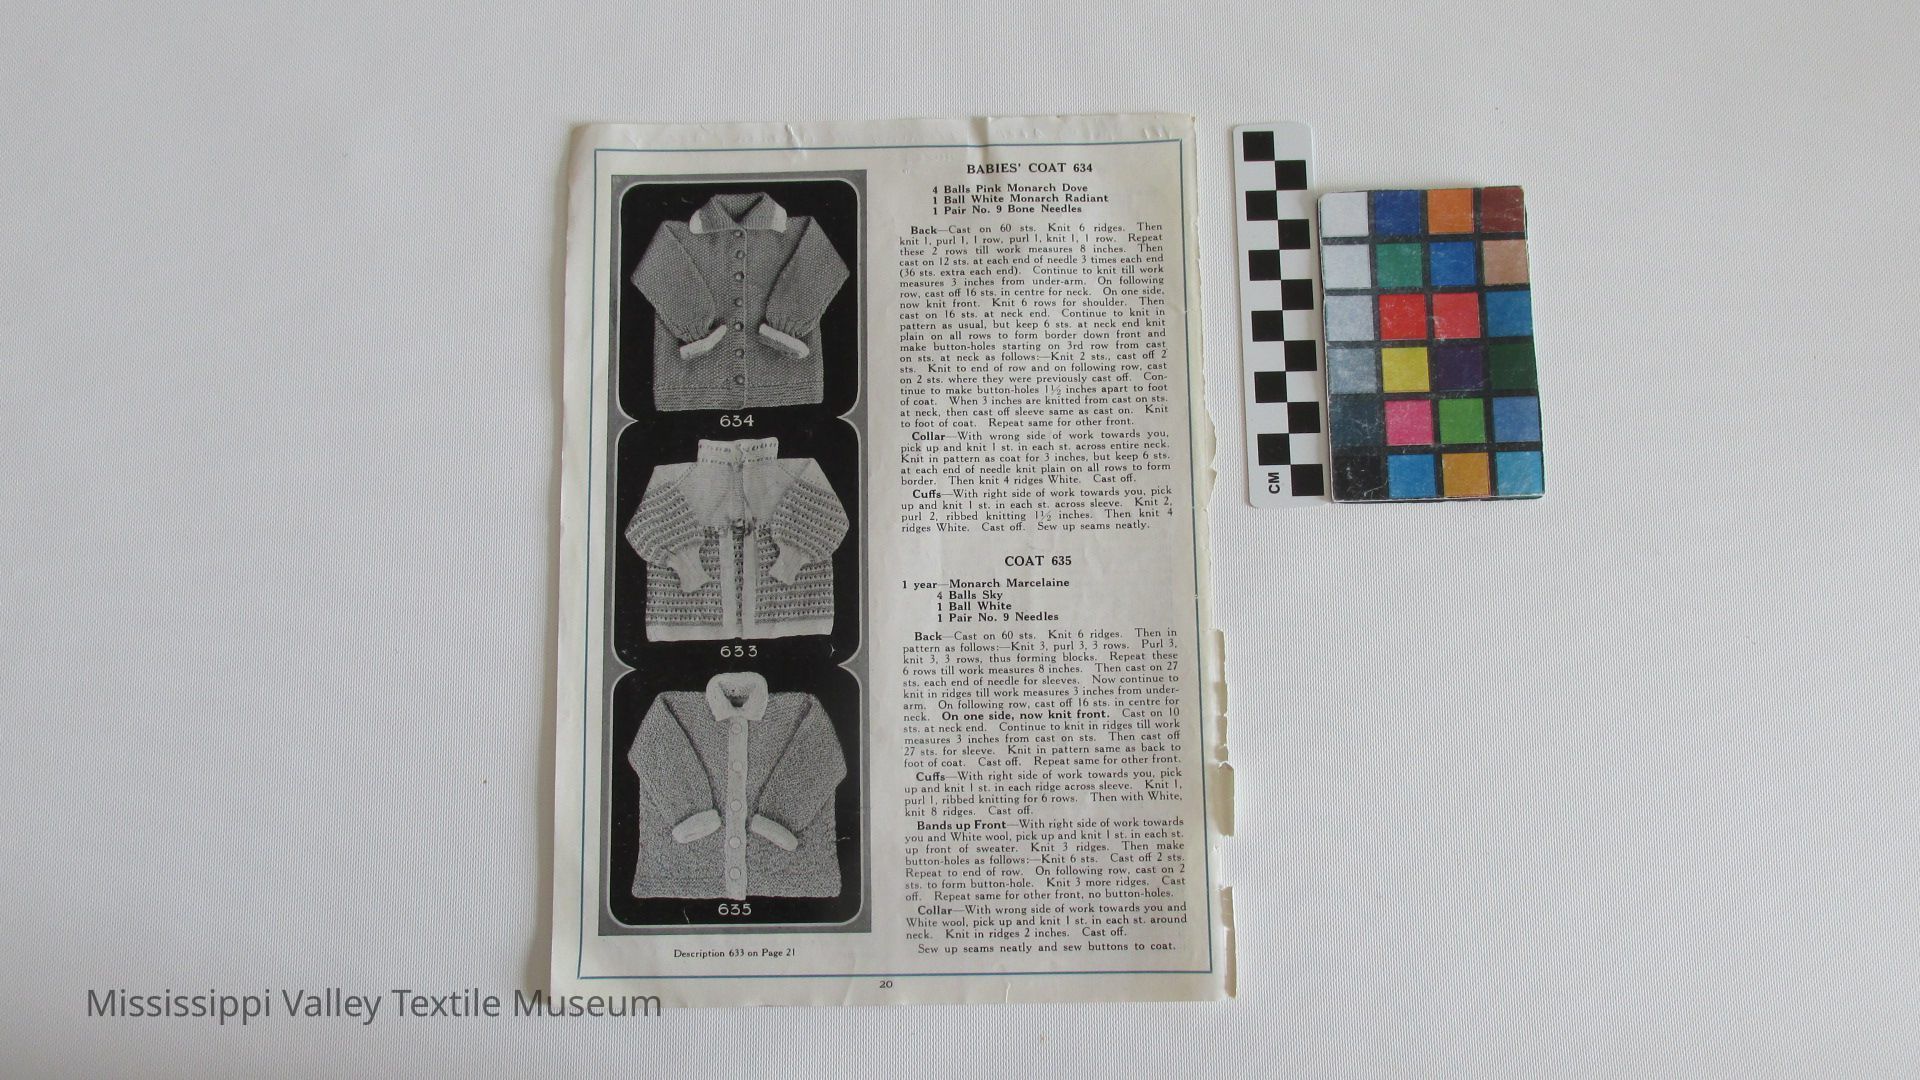 BABIES' COAT 634
4 Balls Pink Monarch Dove
1 Ball White Monarch Radiant
1 Pair No. 9 Bone Needles
Back—Cast on 60 sts. Knit 6 ridges. Then
knit 1, purl 1, 1 row, purl 1, knit 1, 1 row. Repeat
these 2 rows till work measures 8 inches. Then
cast on 12 sts. at each end of needle 3 times each end
(36 sts. extra each end). Continue to knit till work
measures 3 inches from under-arm. On following
row, cast off 16 sts. in centre for neck. On one side,
now knit front. Knit 6 rows for shoulder. Then
cast on 16 sts. at neck end. Continue to knit in
pattern as usual, but keep 6 sts. at neck end knit
plain on all rows to form border down front and
make button-holes starting on 3rd row from cast
on sts. at neck as follows:—Knit 2 sts., cast off 2
sts. Knit to end of row and on following row, cast
on 2 sts. where they were previously cast off. Con-
tinue to make button-holes 1½ inches apart to foot
of coat. When 3 inches are knitted from cast on sts.
at neck, then cast off sleeve same as cast on. Knit
to foot of coat. Repeat same for other front.
Collar—With wrong side of work towards you,
pick up and knit 1 st. in each st. across entire neck.
Knit in pattern as coat for 3 inches, but keep 6 sts.
at each end of needle knit plain on all rows to form
border. Then knit 4 ridges White. Cast off.
Cuffs—With right side of work towards you, pick
up and knit 1 st. in each st. across sleeve. Knit 2,
purl 2, ribbed knitting 1½ inches. Then knit 4
ridges White. Cast off. Sew up seams neatly.
COAT 635
1 year—Monarch Marcelaine
4 Balls Sky
1 Ball White
1 Pair No. 9 Needles
Back—Cast on 60 sts. Knit 6 ridges. Then in
pattern as follows:—Knit 3, purl 3, 3 rows. Purl 3,
knit 3, 3 rows, thus forming blocks. Repeat these
6 rows till work measures 8 inches. Then cast on 27
sts. each end of needle for sleeves. Now continue to
knit in ridges till work measures 3 inches from under-
arm. On following row, cast off 16 sts. in centre for
neck. On one side, now knit front. Cast on 10
sts. at neck end. Continue to knit in ridges till work
measures 3 inches from cast on sts. Then cast off
27 sts. for sleeve. Knit in pattern same as back to
foot of coat. Cast off. Repeat same for other front.
Cuffs—With right side of work towards you, pick
up and knit 1 st. in each ridge across sleeve. Knit 1,
purl 1, ribbed knitting for 6 rows. Then with White,
knit 8 ridges. Cast off.
Bands up Front—With right side of work towards
you and White wool, pick up and knit 1 st. in each st.
up front of sweater. Knit 3 ridges. Then make
button-holes as follows:—Knit 6 sts. Cast off 2 sts.
Repeat to end of row. On following row, cast on 2
sts. to form button-hole. Knit 3 more ridges. Cast
off. Repeat same for other front, no button-holes.
Collar—With wrong side of work towards you and
White wool, pick up and knit 1 st. in each st. around
neck. Knit in ridges 2 inches. Cast off.
Sew up seams neatly and sew buttons to coat.
634
633
635
Description 633 on Page 21
20
CM
Mississippi Valley Textile Museum